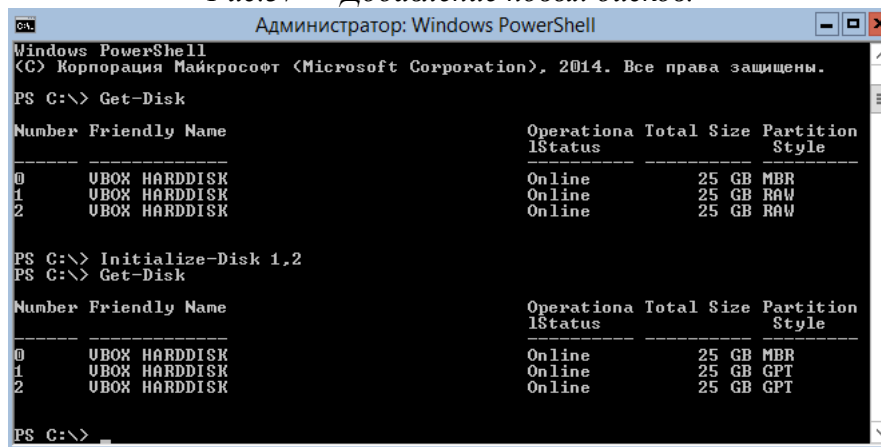 Администратор: Windows PowerShell
Windows PowerShell
(C) Корпорация Майкрософт (Microsoft Corporation), 2014. Все права защищены.
PS C:\> Get-Disk
Number Friendly Name Operationa Total Size Partition
lStatus Style
------ ------------- ---------- ---------- ---------
0 VBOX HARDDISK Online 25 GB MBR
1 VBOX HARDDISK Online 25 GB RAW
2 VBOX HARDDISK Online 25 GB RAW
PS C:\> Initialize-Disk 1,2
PS C:\> Get-Disk
Number Friendly Name Operationa Total Size Partition
lStatus Style
------ ------------- ---------- ---------- ---------
0 VBOX HARDDISK Online 25 GB MBR
1 VBOX HARDDISK Online 25 GB GPT
2 VBOX HARDDISK Online 25 GB GPT
PS C:\> _